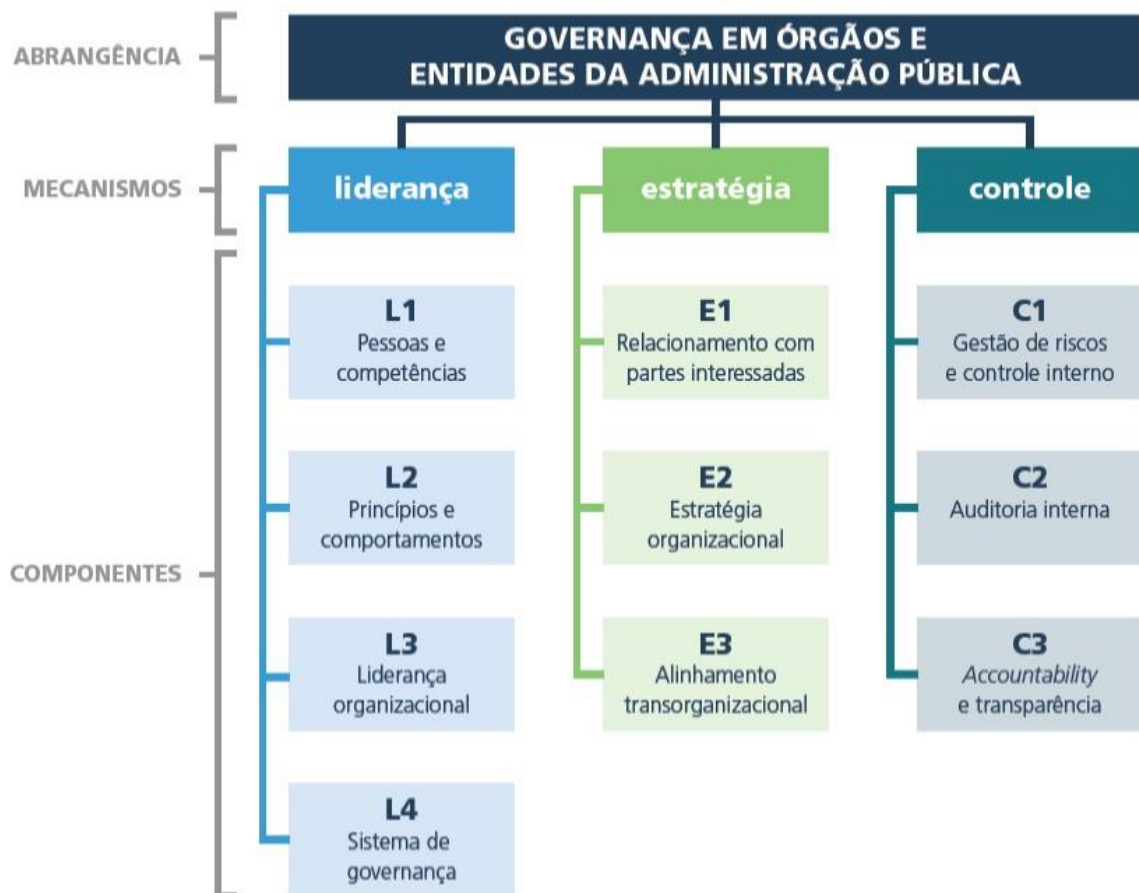 ABRANGÊNCIA
GOVERNANÇA EM ÓRGÃOS E
ENTIDADES DA ADMINISTRAÇÃO PÚBLICA
MECANISMOS
liderança
estratégia
controle
COMPONENTES
L1
Pessoas e
competências
L2
Princípios e
comportamentos
L3
Liderança
organizacional
L4
Sistema de
governança
E1
Relacionamento com
partes interessadas
E2
Estratégia
organizacional
E3
Alinhamento
transorganizacional
C1
Gestão de riscos
e controle interno
C2
Auditoria interna
C3
Accountability
e transparência